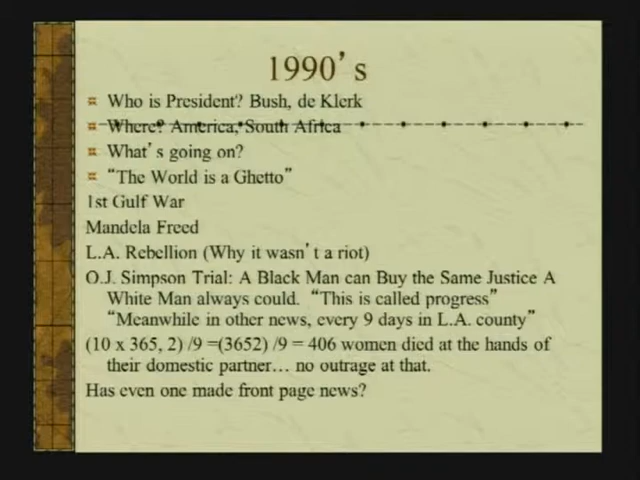 1990's
Who is President? Bush, de Klerk
Where? America, South Africa
What's going on?
"The World is a Ghetto"
1st Gulf War
Mandela Freed
L.A. Rebellion (Why it wasn't a riot)
O.J. Simpson Trial: A Black Man can Buy the Same Justice A
White Man always could. "This is called progress"
"Meanwhile in other news, every 9 days in L.A. county"
(10 x 365, 2) /9 =(3652) /9 = 406 women died at the hands of
their domestic partner... no outrage at that.
Has even one made front page news?